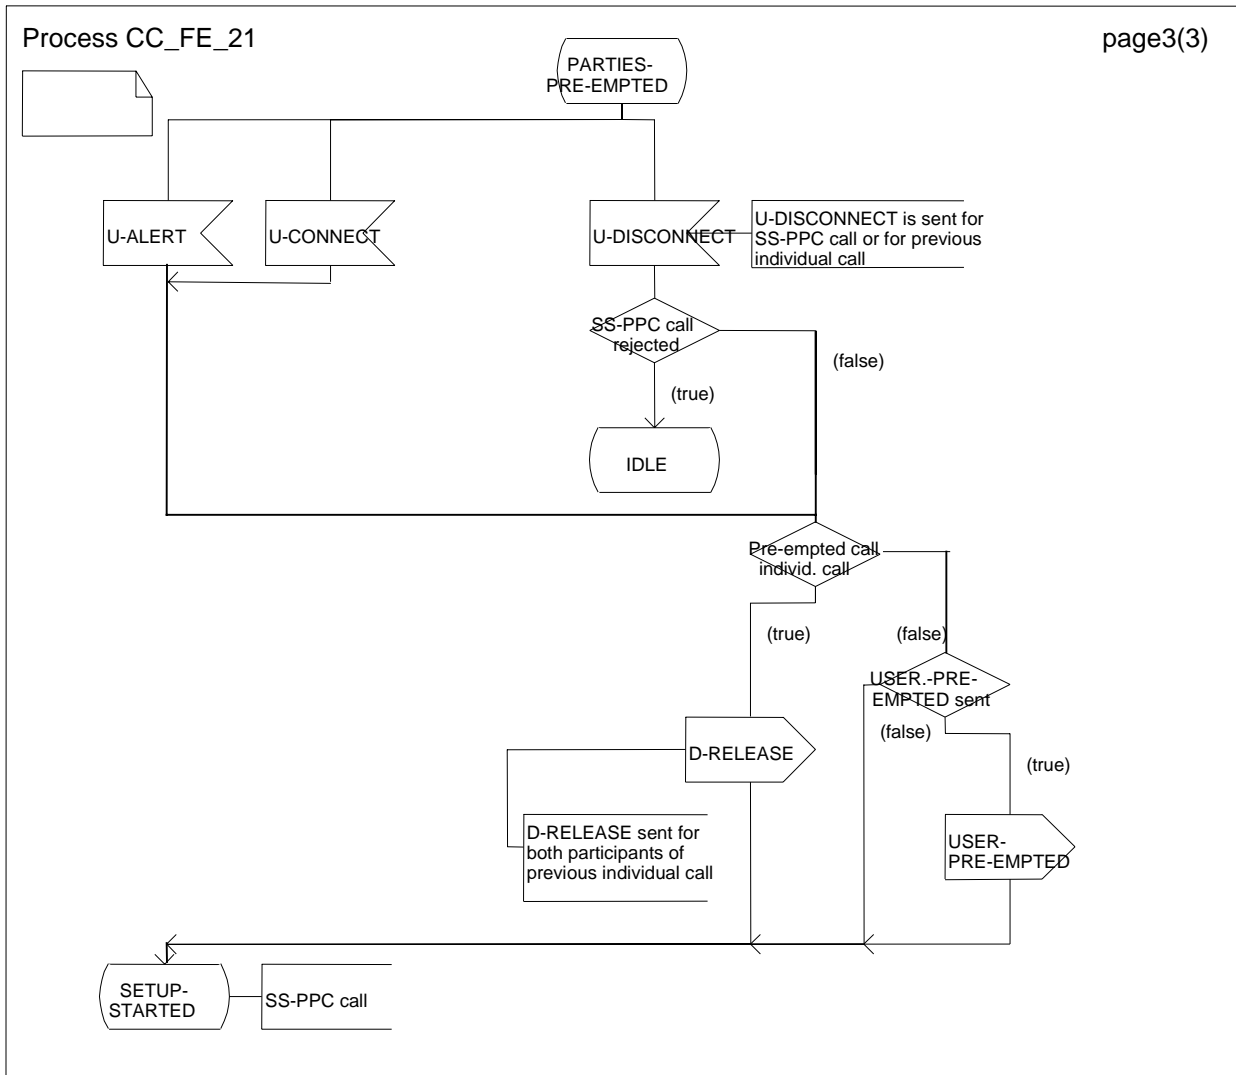 Process CC_FE_21
page3(3)
PARTIES-
PRE-EMPTED
U-ALERT
U-CONNECT
U-DISCONNECT
U-DISCONNECT is sent for
SS-PPC call or for previous
individual call
SS-PPC call
rejected
(false)
(true)
IDLE
Pre-empted call
individ. call
(true)
(false)
USER.-PRE-
EMPTED sent
(false)
(true)
D-RELEASE
D-RELEASE sent for
both participants of
previous individual call
USER-
PRE-EMPTED
SETUP-
STARTED
SS-PPC call